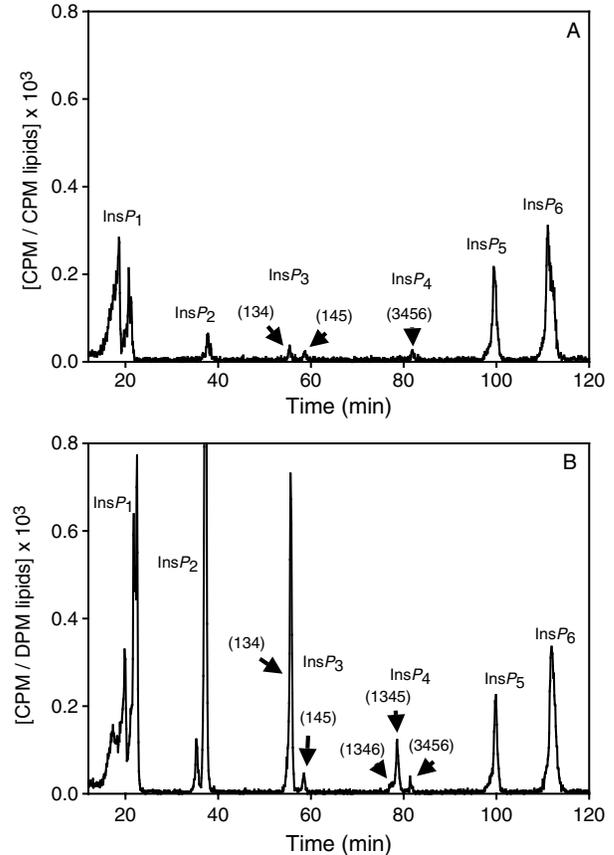 A
[CPM / CPM lipids] x 10³
0.8
0.6
0.4
0.2
0.0
InsP₁
InsP₂
InsP₃
(134)
(145)
InsP₄
(3456)
InsP₅
InsP₆
20 40 60 80 100 120
Time (min)
B
[CPM / DPM lipids] x 10³
0.8
0.6
0.4
0.2
0.0
InsP₁
InsP₂
(134)
InsP₃
(145)
InsP₄
(1345)
(1346)
(3456)
InsP₅
InsP₆
20 40 60 80 100 120
Time (min)